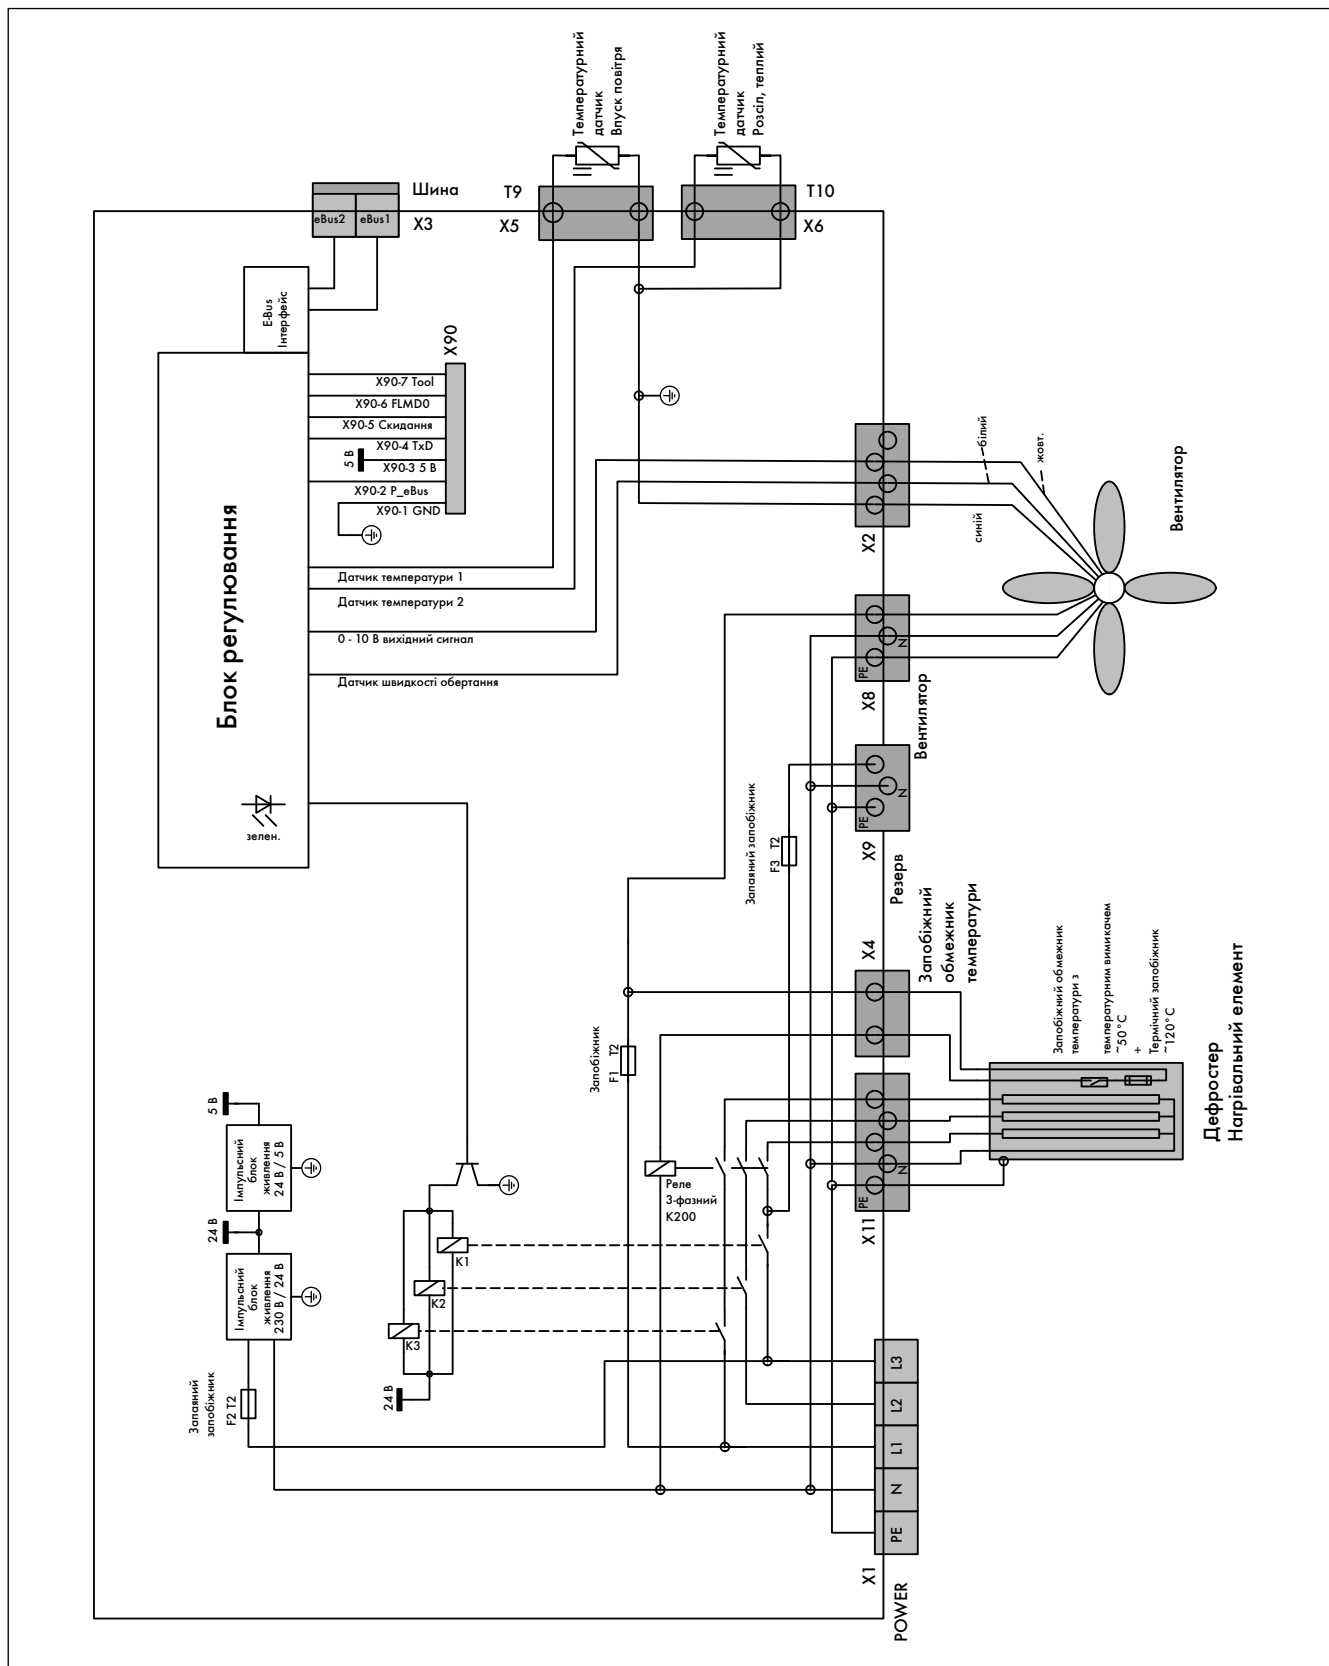 Температурний
датчик
Впуск повітря
Температурний
датчик
Розсіл, теплий
Шина
X3
eBus2
eBus1
T9
X5
T10
X6
E-Bus
Інтерфейс
X90
X90-7 Tool
X90-6 FLMD0
X90-5 Скидання
X90-4 TxD
5 В
X90-3 5 В
X90-2 P_eBus
X90-1 GND
Блок регулювання
Датчик температури 1
Датчик температури 2
0 - 10 В вихідний сигнал
Датчик швидкості обертання
зелен.
X2
білий
жовт.
синій
Вентилятор
X8
PE
N
Вентилятор
X9
PE
N
Резерв
Запаяний запобіжник
F3 T2
X4
Запобіжний
обмежник
температури
Запобіжник
F1 T2
Запобіжний обмежник
температури з
температурним вимикачем
~50°C
+
Термічний запобіжник
~120°C
Дефростер
Нагрівальний елемент
X11
PE
N
Реле
3-фазний
K200
5 В
Імпульсний
блок
живлення
24 В / 5 В
24 В
Імпульсний
блок
живлення
230 В / 24 В
K1
K2
K3
24 В
Запаяний
запобіжник
F2 T2
L3
L2
L1
N
PE
X1
POWER